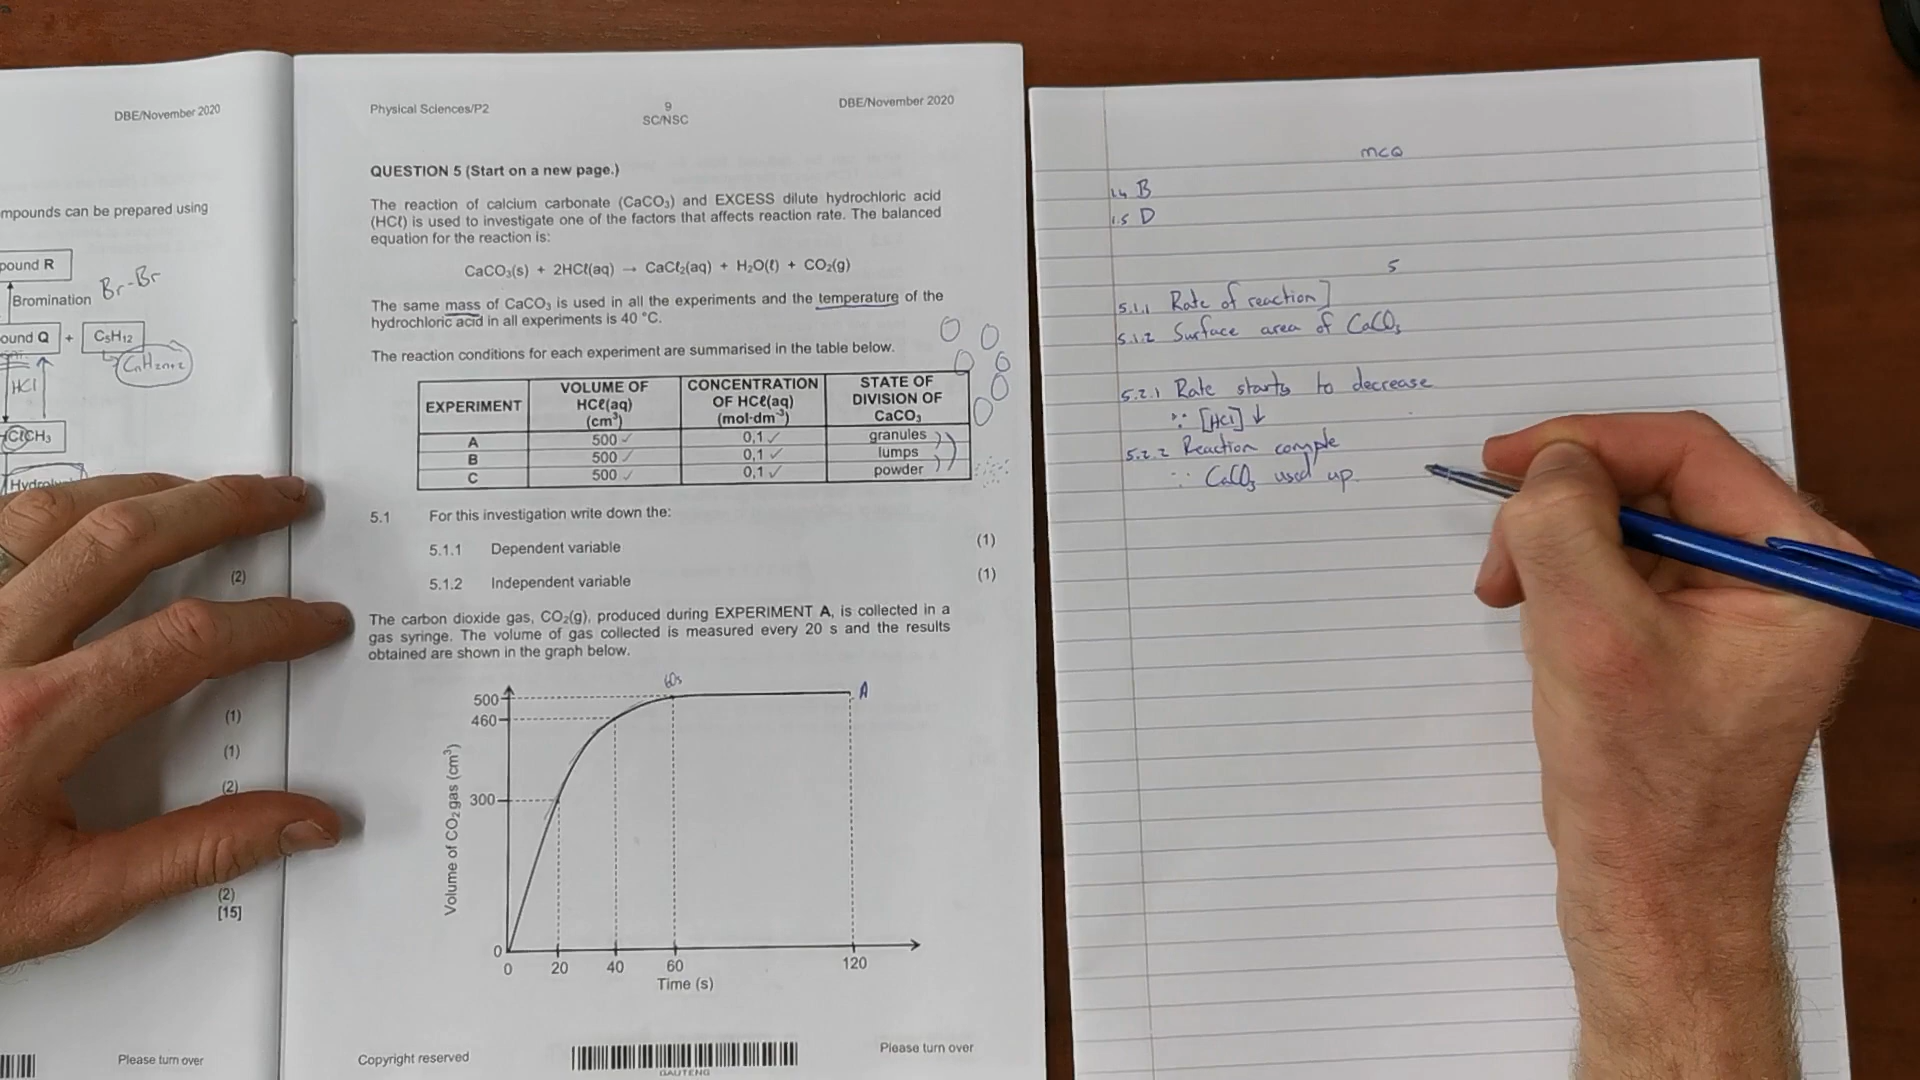 DBE/November 2020
mpounds can be prepared using
pound R
Br-Br
Bromination
ound Q + C₅H₁₂
CnH2n+2
HCl
CH₃
(2)
(1)
(1)
(2)
(2)
[15]
Please turn over
Physical Sciences/P2
9
SC/NSC
DBE/November 2020
QUESTION 5 (Start on a new page.)
The reaction of calcium carbonate (CaCO₃) and EXCESS dilute hydrochloric acid
(HCℓ) is used to investigate one of the factors that affects reaction rate. The balanced
equation for the reaction is:
CaCO₃(s) + 2HCℓ(aq) → CaCℓ₂(aq) + H₂O(ℓ) + CO₂(g)
The same mass of CaCO₃ is used in all the experiments and the temperature of the
hydrochloric acid in all experiments is 40 °C.
The reaction conditions for each experiment are summarised in the table below.
EXPERIMENT | VOLUME OF HCℓ(aq) (cm³) | CONCENTRATION OF HCℓ(aq) (mol·dm⁻³) | STATE OF DIVISION OF CaCO₃
A 500 ✓ 0,1 ✓ granules
B 500 ✓ 0,1 ✓ lumps
C 500 ✓ 0,1 ✓ powder
5.1 For this investigation write down the:
5.1.1 Dependent variable (1)
5.1.2 Independent variable (1)
The carbon dioxide gas, CO₂(g), produced during EXPERIMENT A, is collected in a
gas syringe. The volume of gas collected is measured every 20 s and the results
obtained are shown in the graph below.
60s
A
500
460
300
0
Volume of CO₂ gas (cm³)
0 20 40 60 120
Time (s)
Copyright reserved
GAUTENG
Please turn over
MCQ
1.4 B
1.5 D
5
5.1.1 Rate of reaction]
5.1.2 Surface area of CaCO₃
5.2.1 Rate starts to decrease
∵ [HCl] ↓
5.2.2 Reaction comple
∵ CaCO₃ used up.